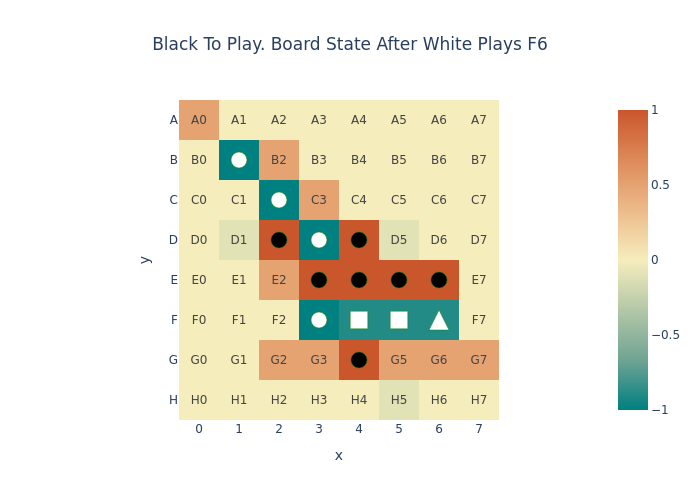 Black To Play. Board State After White Plays F6
A A0 A1 A2 A3 A4 A5 A6 A7
B B0 B2 B3 B4 B5 B6 B7
C C0 C1 C3 C4 C5 C6 C7
D D0 D1 D5 D6 D7
E E0 E1 E2 E7
F F0 F1 F2 F7
G G0 G1 G2 G3 G5 G6 G7
H H0 H1 H2 H3 H4 H5 H6 H7
0 1 2 3 4 5 6 7
x
y
1
0.5
0
−0.5
−1